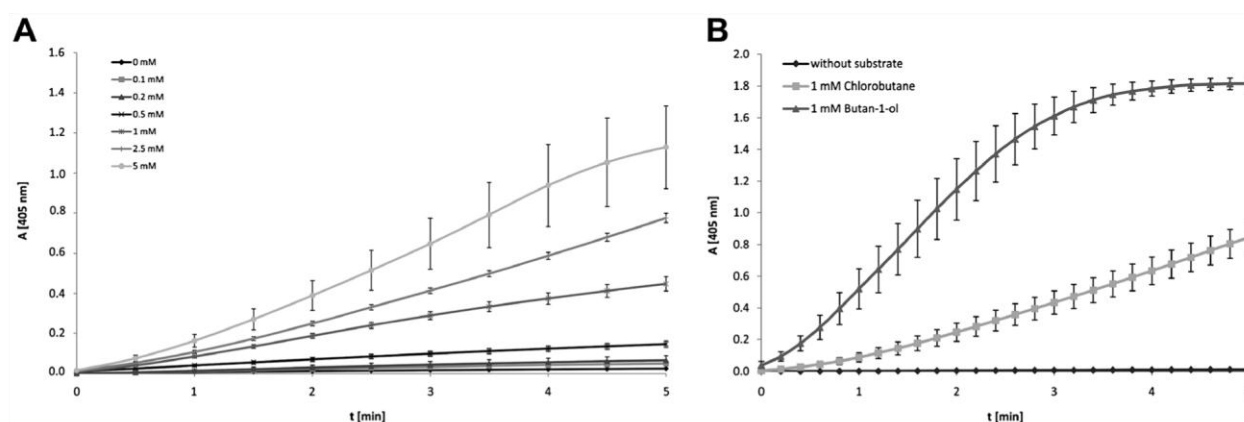 A
B
1.6
1.4
1.2
1.0
0.8
0.6
0.4
0.2
0.0
A [405 nm]
0 mM
0.1 mM
0.2 mM
0.5 mM
1 mM
2.5 mM
5 mM
0 1 2 3 4 5
t [min]
2.0
1.8
1.6
1.4
1.2
1.0
0.8
0.6
0.4
0.2
0.0
A [405 nm]
without substrate
1 mM Chlorobutane
1 mM Butan-1-ol
0 1 2 3 4
t [min]